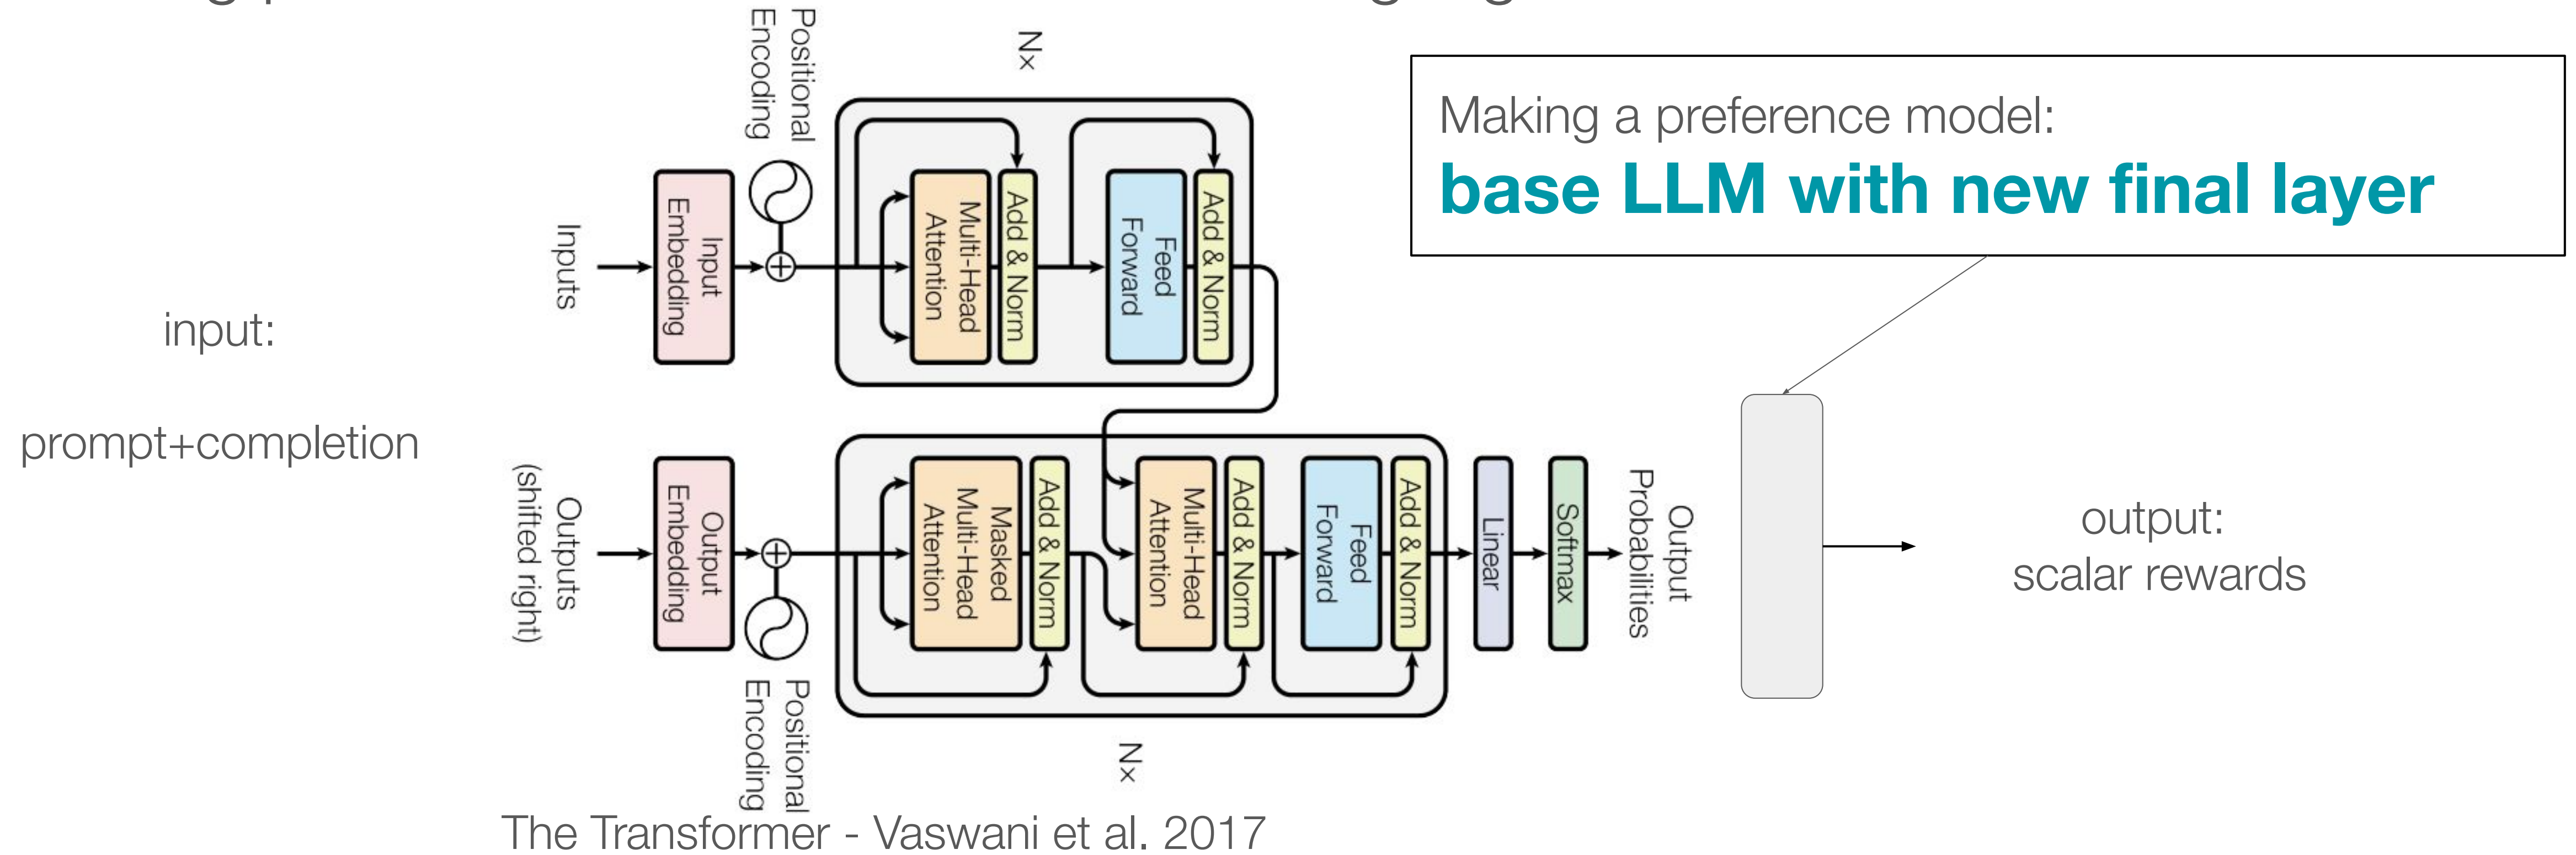 Making a preference model:
base LLM with new final layer
input:
prompt+completion
Inputs
Input
Embedding
Positional
Encoding
Nx
Multi-Head
Attention
Add & Norm
Feed
Forward
Add & Norm
Outputs
(shifted right)
Output
Embedding
Positional
Encoding
Masked
Multi-Head
Attention
Add & Norm
Multi-Head
Attention
Add & Norm
Feed
Forward
Add & Norm
Nx
Linear
Softmax
Output
Probabilities
output:
scalar rewards
The Transformer - Vaswani et al. 2017